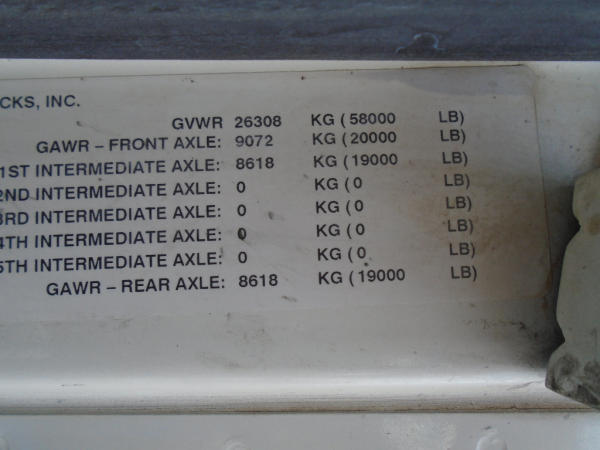 CKS, INC.
GVWR 26308 KG (58000 LB)
GAWR – FRONT AXLE: 9072 KG (20000 LB)
1ST INTERMEDIATE AXLE: 8618 KG (19000 LB)
2ND INTERMEDIATE AXLE: 0 KG (0 LB)
3RD INTERMEDIATE AXLE: 0 KG (0 LB)
4TH INTERMEDIATE AXLE: 0 KG (0 LB)
5TH INTERMEDIATE AXLE: 0 KG (0 LB)
GAWR – REAR AXLE: 8618 KG (19000 LB)